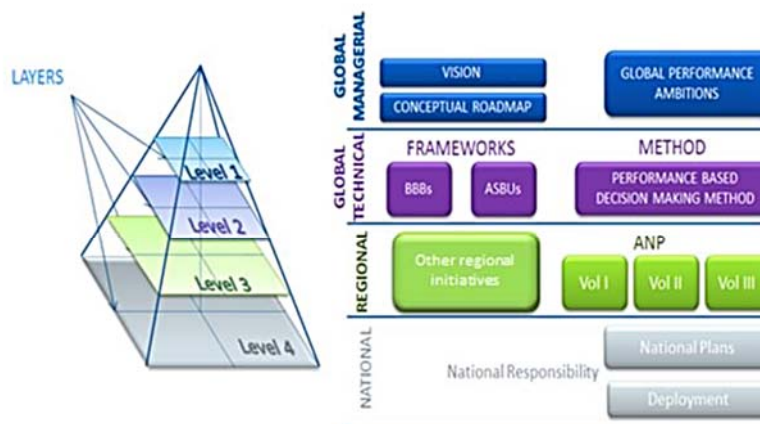 LAYERS
Level 1
Level 2
Level 3
Level 4
GLOBAL
MANAGERIAL
VISION
CONCEPTUAL ROADMAP
GLOBAL PERFORMANCE
AMBITIONS
GLOBAL
TECHNICAL
FRAMEWORKS
METHOD
BBBs
ASBUs
PERFORMANCE BASED
DECISION MAKING METHOD
REGIONAL
Other regional
initiatives
ANP
Vol I
Vol II
Vol III
NATIONAL
National Responsibility
National Plans
Deployment